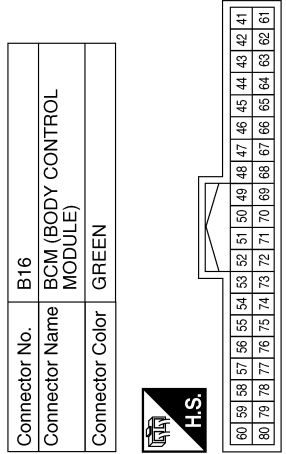 Connector No. B16
Connector Name BCM (BODY CONTROL
MODULE)
Connector Color GREEN
H.S.
60 59 58 57 56 55 54 53 52 51 50 49 48 47 46 45 44 43 42 41
80 79 78 77 76 75 74 73 72 71 70 69 68 67 66 65 64 63 62 61